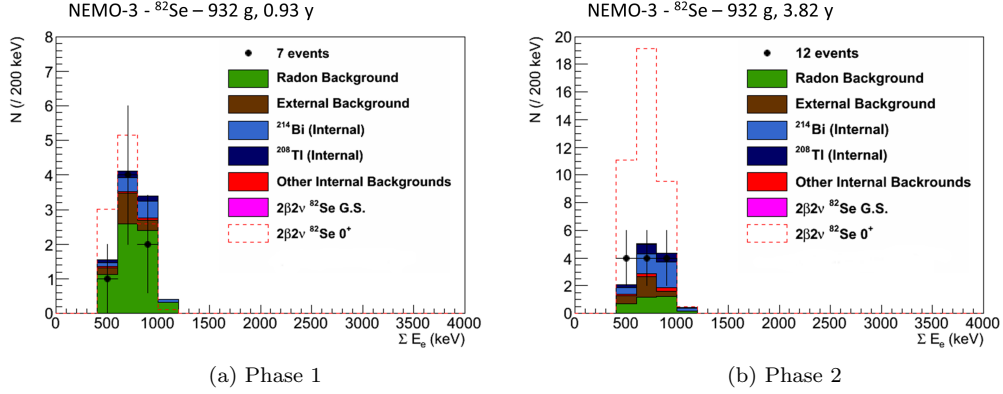 NEMO-3 - ⁸²Se – 932 g, 0.93 y
N (/ 200 keV)
8
7
6
5
4
3
2
1
0
7 events
Radon Background
External Background
²¹⁴Bi (Internal)
²⁰⁸Tl (Internal)
Other Internal Backgrounds
2β2ν ⁸²Se G.S.
2β2ν ⁸²Se 0⁺
0 500 1000 1500 2000 2500 3000 3500 4000
Σ Eₑ (keV)
(a) Phase 1
NEMO-3 - ⁸²Se – 932 g, 3.82 y
N (/ 200 keV)
20
18
16
14
12
10
8
6
4
2
0
12 events
Radon Background
External Background
²¹⁴Bi (Internal)
²⁰⁸Tl (Internal)
Other Internal Backrounds
2β2ν ⁸²Se G.S.
2β2ν ⁸²Se 0⁺
0 500 1000 1500 2000 2500 3000 3500 4000
Σ Eₑ (keV)
(b) Phase 2